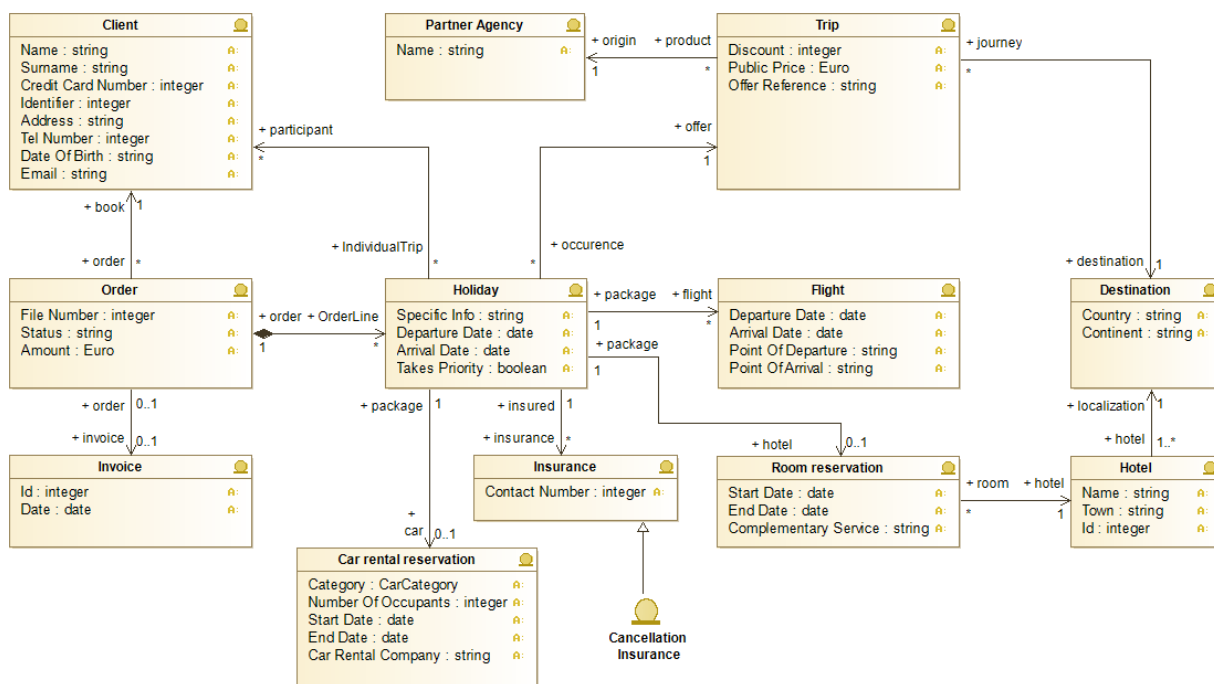 Client
Name : string
Surname : string
Credit Card Number : integer
Identifier : integer
Address : string
Tel Number : integer
Date Of Birth : string
Email : string
Partner Agency
Name : string
+ origin
+ product
1
*
Trip
Discount : integer
Public Price : Euro
Offer Reference : string
+ journey
*
+ participant
*
+ offer
1
+ book
1
+ order
*
+ IndividualTrip
*
+ occurence
*
+ destination
1
Order
File Number : integer
Status : string
Amount : Euro
+ order
+ OrderLine
1
*
Holiday
Specific Info : string
Departure Date : date
Arrival Date : date
Takes Priority : boolean
+ package
+ flight
1
*
+ package
1
Flight
Departure Date : date
Arrival Date : date
Point Of Departure : string
Point Of Arrival : string
Destination
Country : string
Continent : string
+ order
0..1
+ invoice
0..1
+ package
1
+ insured
1
+ insurance
*
+ hotel
0..1
+ localization
1
+ hotel
1..*
Invoice
Id : integer
Date : date
Insurance
Contact Number : integer
Room reservation
Start Date : date
End Date : date
Complementary Service : string
+ room
+ hotel
*
1
Hotel
Name : string
Town : string
Id : integer
+
car
0..1
Car rental reservation
Category : CarCategory
Number Of Occupants : integer
Start Date : date
End Date : date
Car Rental Company : string
Cancellation
Insurance